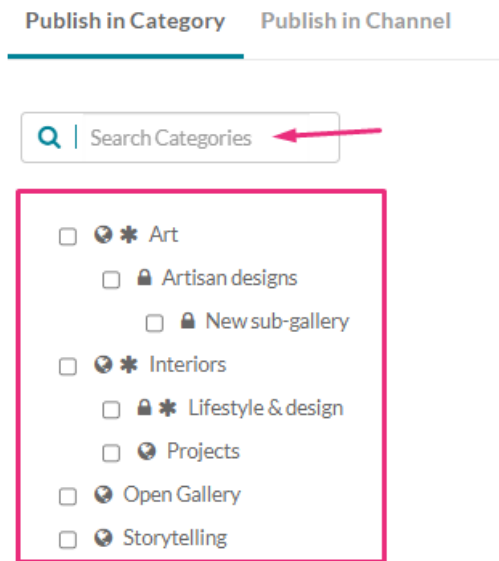 Publish in Category Publish in Channel
Search Categories
Art
Artisan designs
New sub-gallery
Interiors
Lifestyle & design
Projects
Open Gallery
Storytelling